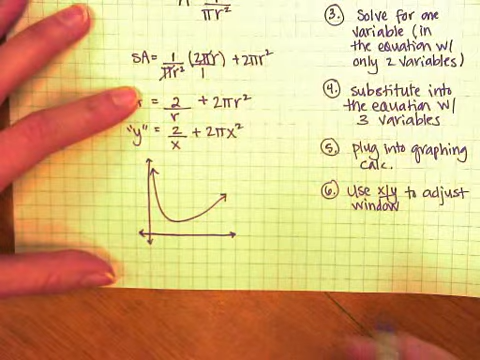 1
πr²
SA = 1/πr² (2πr/1) + 2πr²
= 2/r + 2πr²
"y" = 2/x + 2πx²
③ Solve for one
variable (in
the equation w/
only 2 variables)
④ substitute into
the equation w/
3 variables
⑤ plug into graphing
calc.
⑥ Use x/y to adjust
window